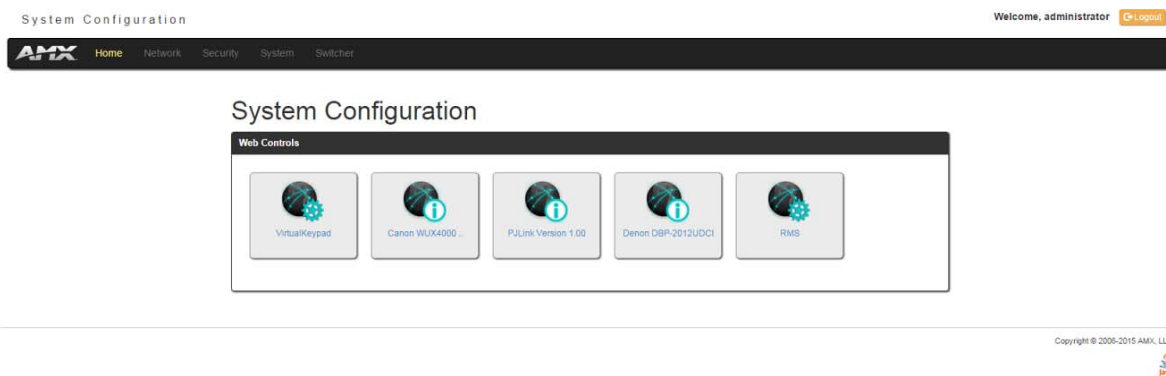 System Configuration
Welcome, administrator Logout
AMX Home Network Security System Switcher
System Configuration
Web Controls
VirtualKeypad Canon WUX4000 .. PJLink Version 1.00 Denon DBP-2012UDCI RMS
Copyright © 2006-2015 AMX, LL